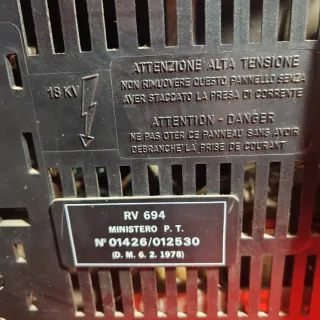 ATTENZIONE ALTA TENSIONE
18 KV
NON RIMUOVERE QUESTO PANNELLO SENZA
AVER STACCATO LA PRESA DI CORRENTE
ATTENTION - DANGER
NE PAS OTER CE PANNEAU SANS AVOIR
DEBRANCHE LA PRISE DE COURANT
RV 694
MINISTERO P. T.
N° 01426/012530
(D. M. 6. 2. 1978)